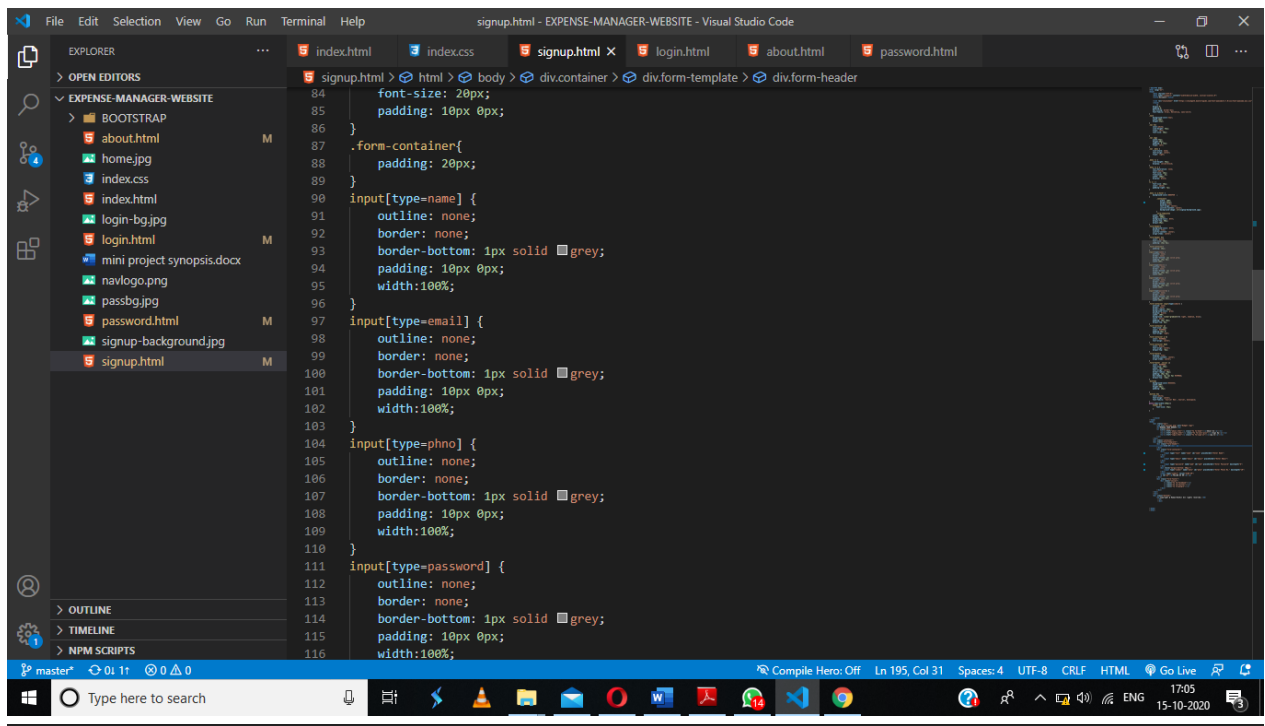 File Edit Selection View Go Run Terminal Help signup.html - EXPENSE-MANAGER-WEBSITE - Visual Studio Code
EXPLORER
index.html index.css signup.html login.html about.html password.html
OPEN EDITORS
signup.html > html > body > div.container > div.form-template > div.form-header
EXPENSE-MANAGER-WEBSITE
BOOTSTRAP
about.html M
home.jpg
index.css
index.html
login-bg.jpg
login.html M
mini project synopsis.docx
navlogo.png
passbg.jpg
password.html M
signup-background.jpg
signup.html M
OUTLINE
TIMELINE
NPM SCRIPTS
4
1
84 font-size: 20px;
85 padding: 10px 0px;
86 }
87 .form-container{
88 padding: 20px;
89 }
90 input[type=name] {
91 outline: none;
92 border: none;
93 border-bottom: 1px solid grey;
94 padding: 10px 0px;
95 width:100%;
96 }
97 input[type=email] {
98 outline: none;
99 border: none;
100 border-bottom: 1px solid grey;
101 padding: 10px 0px;
102 width:100%;
103 }
104 input[type=phno] {
105 outline: none;
106 border: none;
107 border-bottom: 1px solid grey;
108 padding: 10px 0px;
109 width:100%;
110 }
111 input[type=password] {
112 outline: none;
113 border: none;
114 border-bottom: 1px solid grey;
115 padding: 10px 0px;
116 width:100%;
master* 0↓ 1↑ 0 0 Compile Hero: Off Ln 195, Col 31 Spaces: 4 UTF-8 CRLF HTML Go Live
Type here to search 14 ENG 17:05
15-10-2020 3